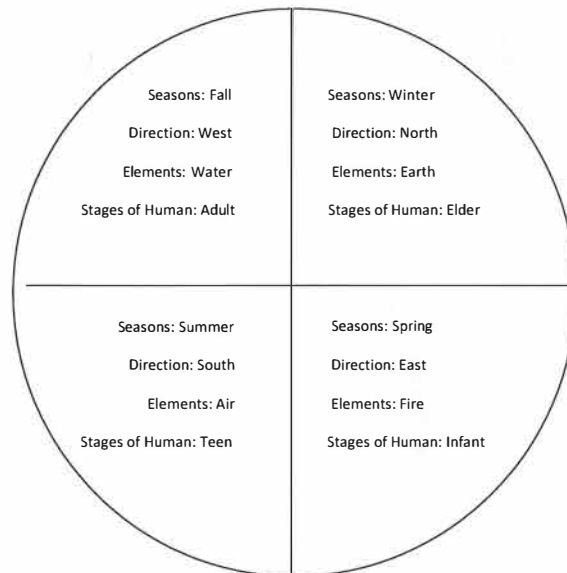 Seasons: Fall
Direction: West
Elements: Water
Stages of Human: Adult
Seasons: Winter
Direction: North
Elements: Earth
Stages of Human: Elder
Seasons: Summer
Direction: South
Elements: Air
Stages of Human: Teen
Seasons: Spring
Direction: East
Elements: Fire
Stages of Human: Infant